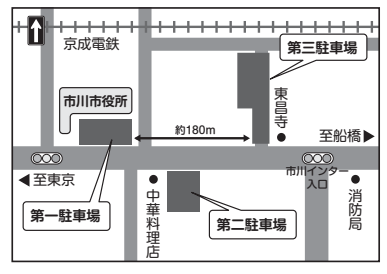 京成電鉄
第三駐車場
市川市役所
約180m
東昌寺
至船橋▶
◀至東京
市川インター
入口
第一駐車場
中華料理店
第二駐車場
消防局